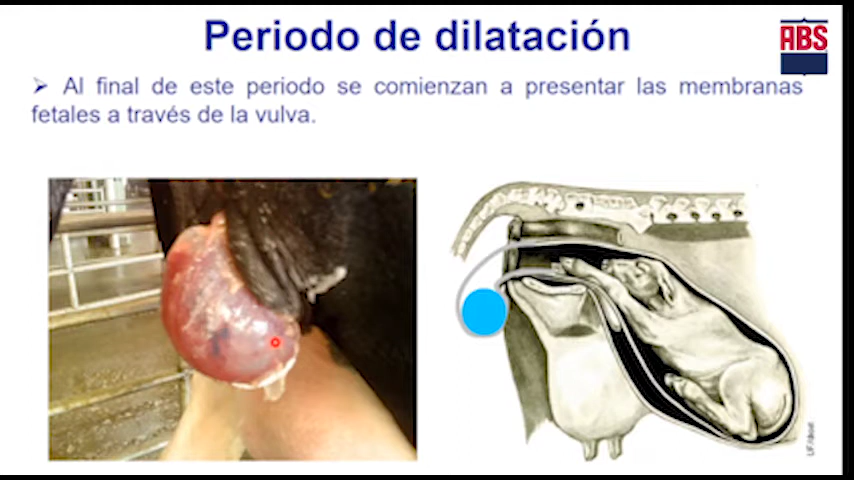 Periodo de dilatación
ABS
➢ Al final de este periodo se comienzan a presentar las membranas
fetales a través de la vulva.